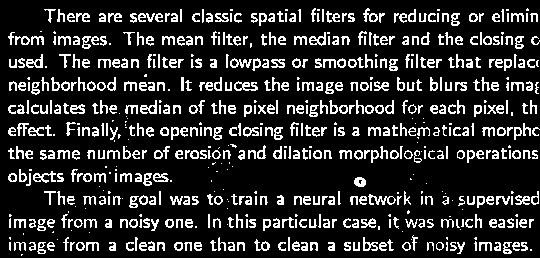 There are several classic spatial filters for reducing or elimin
from images. The mean filter, the median filter and the closing o
used. The mean filter is a lowpass or smoothing filter that replac
neighborhood mean. It reduces the image noise but blurs the imag
calculates the median of the pixel neighborhood for each pixel, th
effect. Finally, the opening closing filter is a mathematical morpho
the same number of erosion and dilation morphological operations
objects from images.
The main goal was to train a neural network in a supervised
image from a noisy one. In this particular case, it was much easier
image from a clean one than to clean a subset of noisy images.